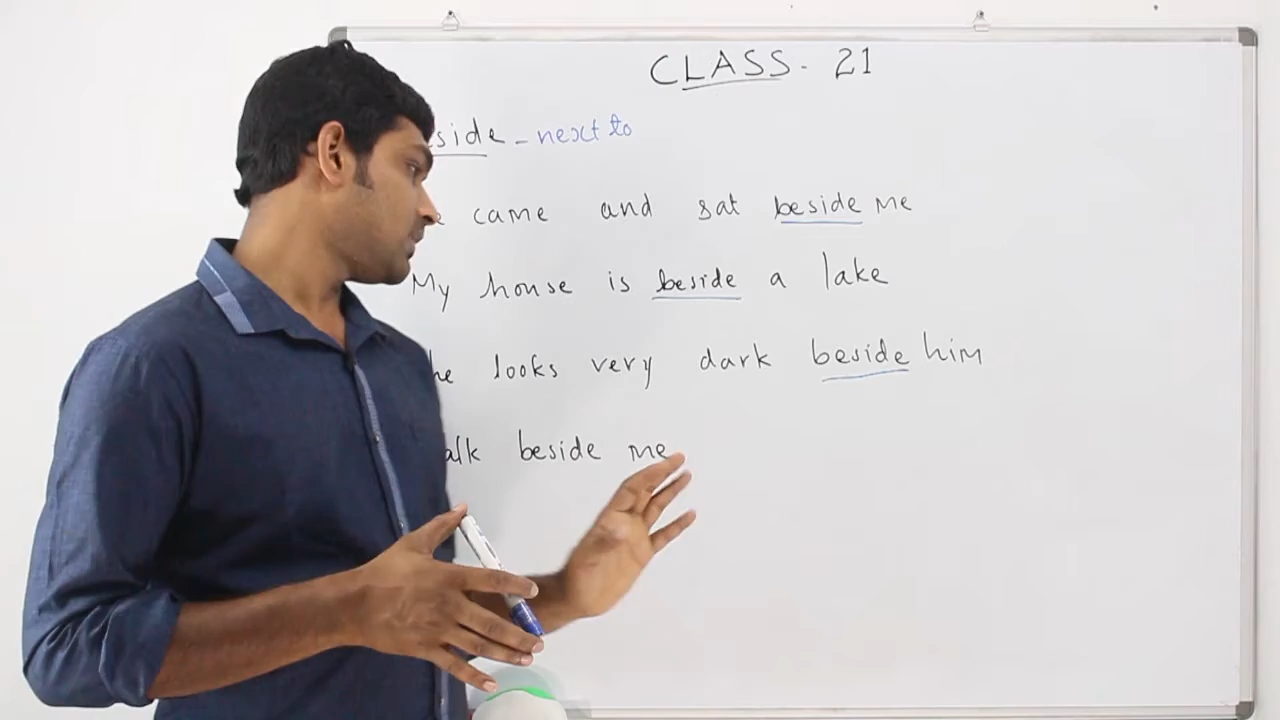 CLASS - 21
side - next to
e came and sat beside me
My house is beside a lake
he looks very dark beside him
alk beside me